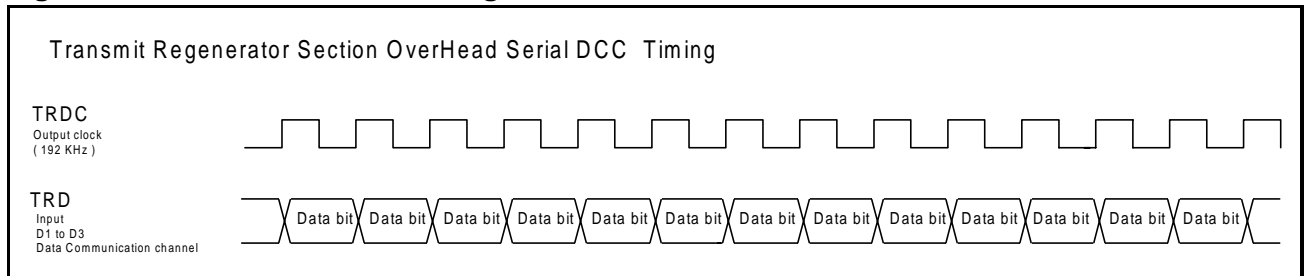 Transmit Regenerator Section OverHead Serial DCC Timing
TRDC
Output clock
( 192 KHz )
TRD
Input
D1 to D3
Data Communication channel
Data bit Data bit Data bit Data bit Data bit Data bit Data bit Data bit Data bit Data bit Data bit Data bit Data bit